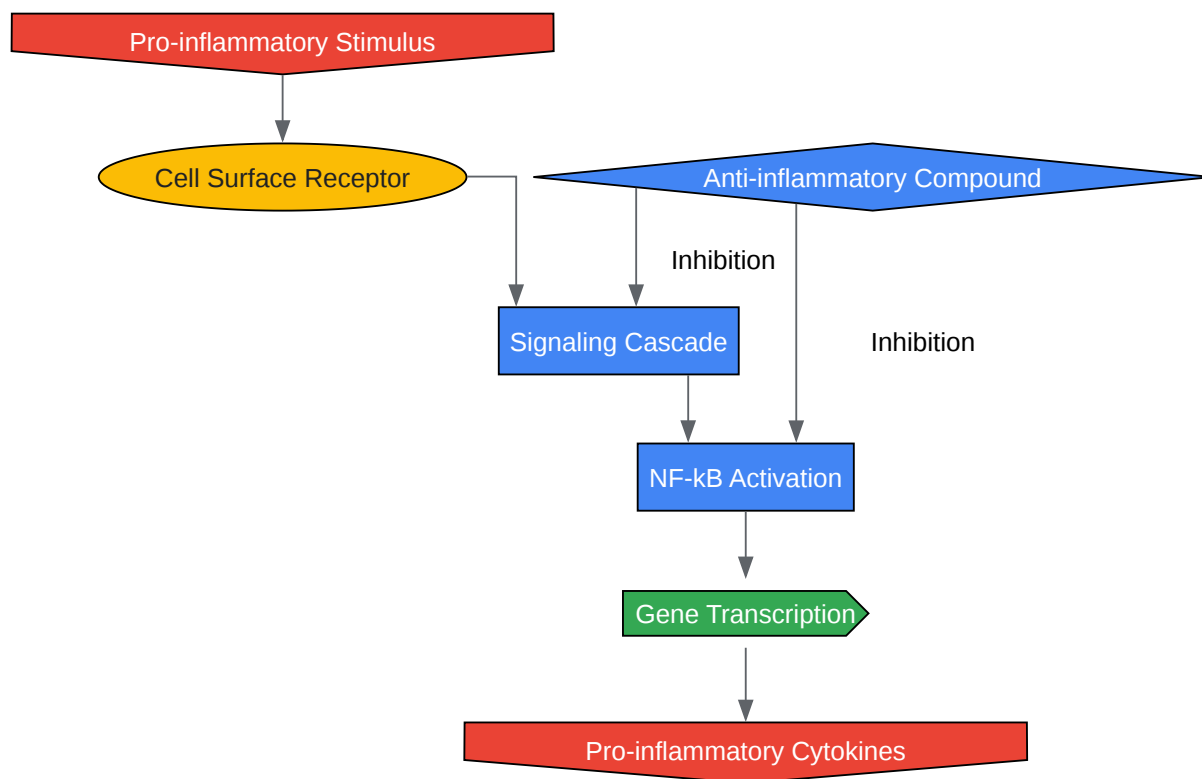 Pro-inflammatory Stimulus
Cell Surface Receptor
Anti-inflammatory Compound
Inhibition
Signaling Cascade
Inhibition
NF-kB Activation
Gene Transcription
Pro-inflammatory Cytokines